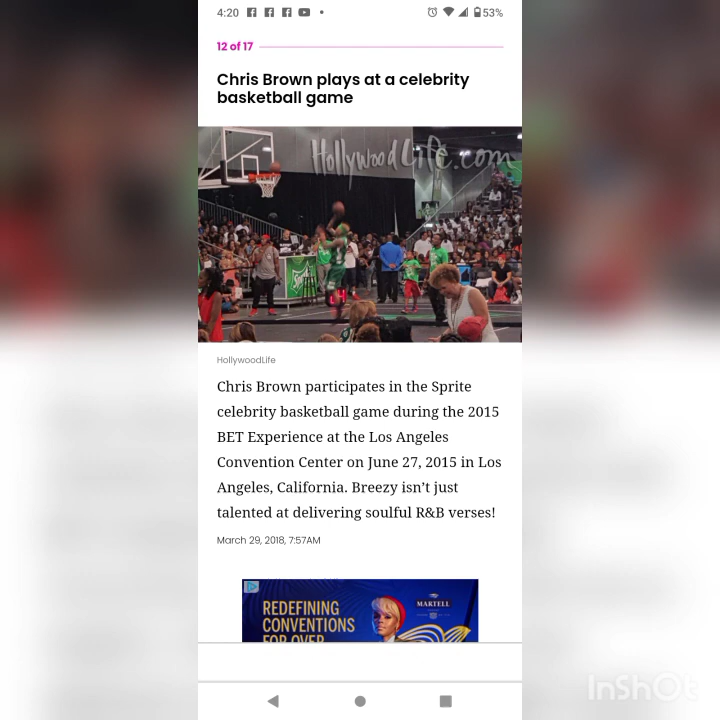 4:20
53%
12 of 17
Chris Brown plays at a celebrity
basketball game
HollywoodLife.com
Sprite
HollywoodLife
Chris Brown participates in the Sprite
celebrity basketball game during the 2015
BET Experience at the Los Angeles
Convention Center on June 27, 2015 in Los
Angeles, California. Breezy isn’t just
talented at delivering soulful R&B verses!
March 29, 2018, 7:57AM
REDEFINING
CONVENTIONS
FOR OVER
MARTELL
InShOt